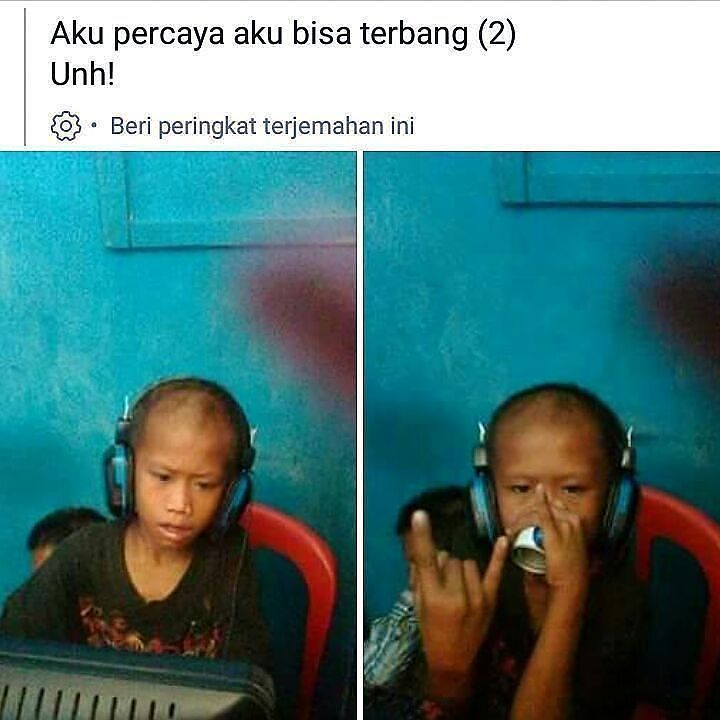 Aku percaya aku bisa terbang (2)
Unh!
Beri peringkat terjemahan ini